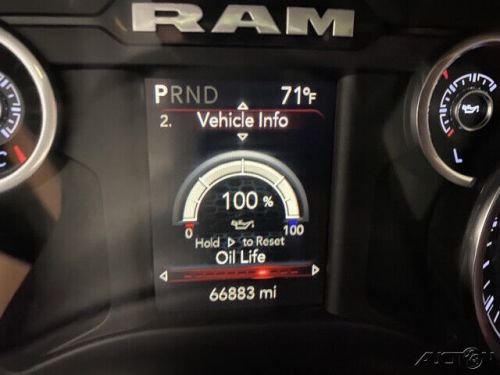 RAM
PRND 71°F
2. Vehicle Info
100 %
0 100
Hold ▷ to Reset
Oil Life
66883 mi
C
L